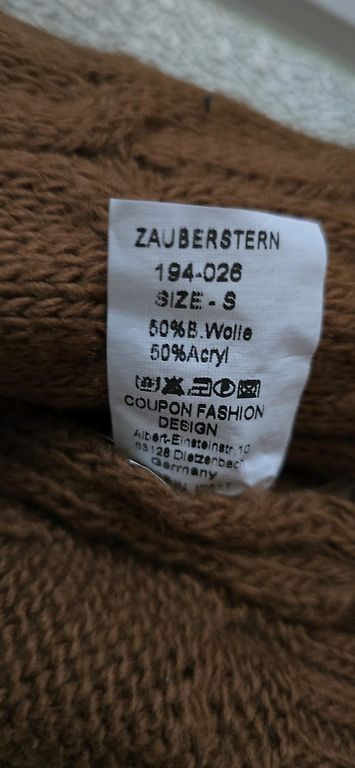 ZAUBERSTERN
194-026
SIZE - S
50%B.Wolle
50%Acryl
COUPON FASHION
DESIGN
Albert-Einsteinstr.10
63128 Dietzenbach
Germany